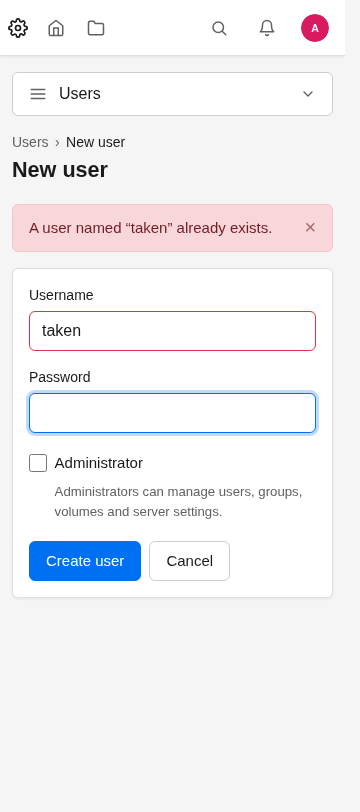 A
Users
Users › New user
New user
A user named “taken” already exists.
Username
taken
Password
Administrator
Administrators can manage users, groups,
volumes and server settings.
Create user Cancel